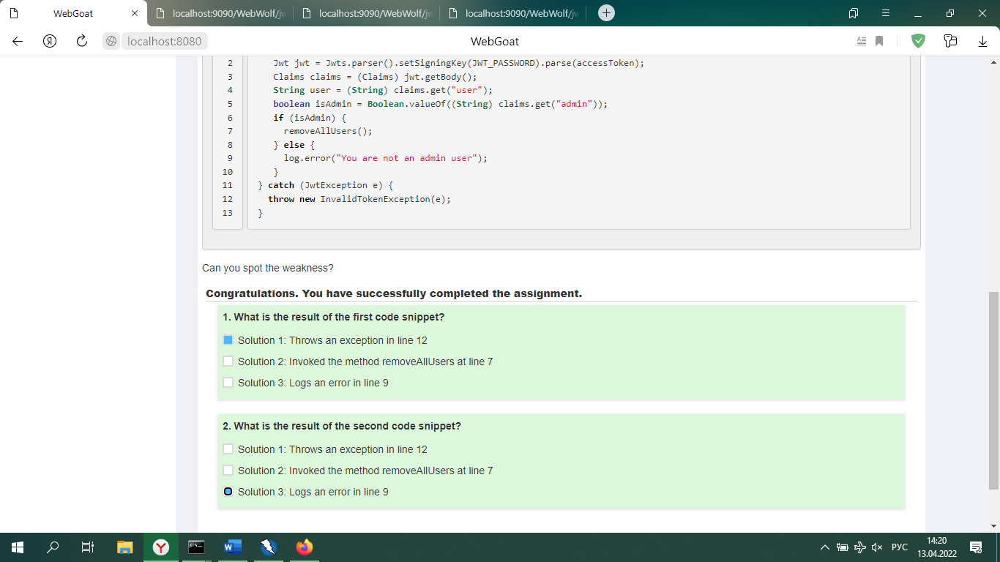 WebGoat
localhost:9090/WebWolf/jw
localhost:9090/WebWolf/jw
localhost:9090/WebWolf/jw
Я localhost:8080 WebGoat
2 Jwt jwt = Jwts.parser().setSigningKey(JWT_PASSWORD).parse(accessToken);
3 Claims claims = (Claims) jwt.getBody();
4 String user = (String) claims.get("user");
5 boolean isAdmin = Boolean.valueOf((String) claims.get("admin"));
6 if (isAdmin) {
7 removeAllUsers();
8 } else {
9 log.error("You are not an admin user");
10 }
11 } catch (JwtException e) {
12 throw new InvalidTokenException(e);
13 }
Can you spot the weakness?
Congratulations. You have successfully completed the assignment.
1. What is the result of the first code snippet?
Solution 1: Throws an exception in line 12
Solution 2: Invoked the method removeAllUsers at line 7
Solution 3: Logs an error in line 9
2. What is the result of the second code snippet?
Solution 1: Throws an exception in line 12
Solution 2: Invoked the method removeAllUsers at line 7
Solution 3: Logs an error in line 9
РУС
14:20
13.04.2022